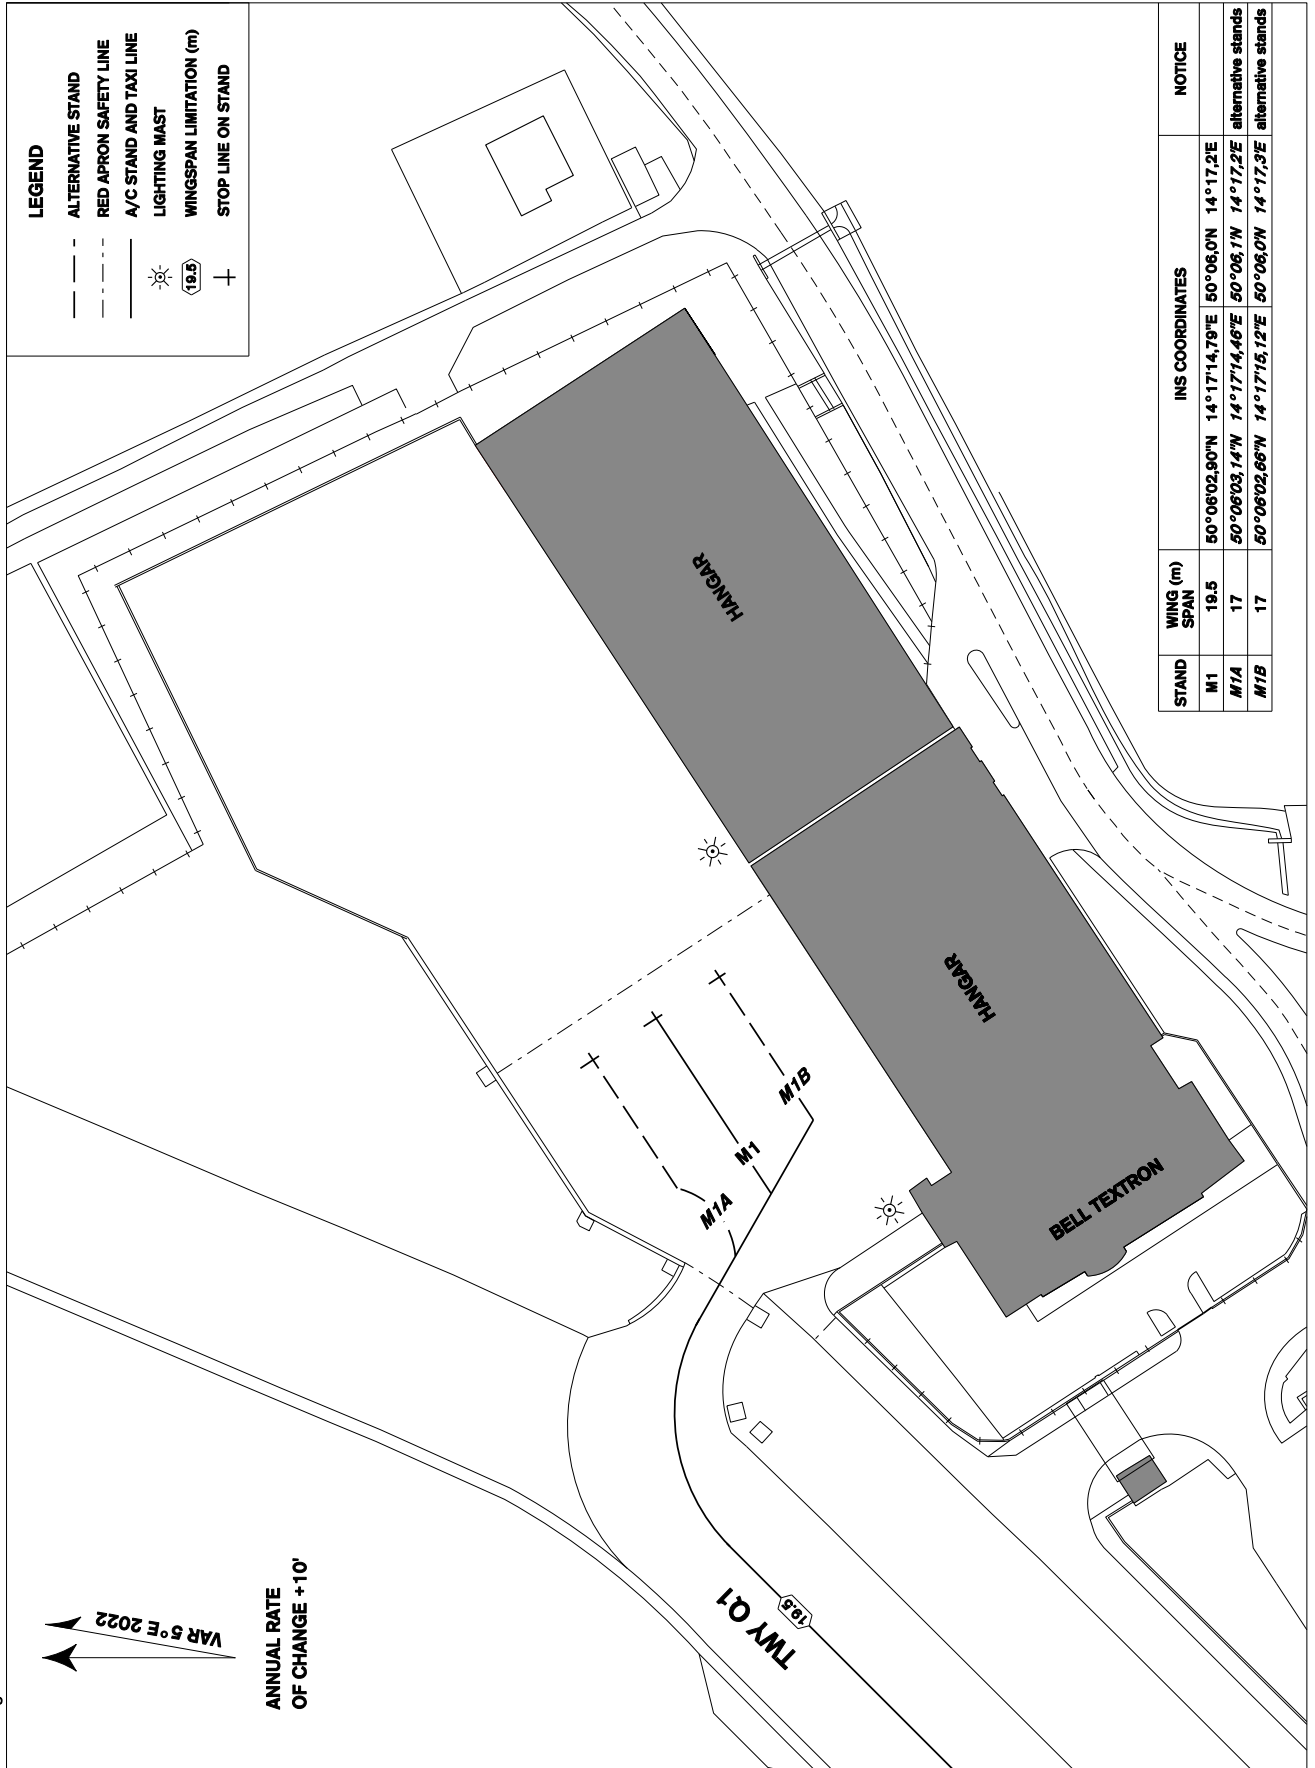 LEGEND
ALTERNATIVE STAND
RED APRON SAFETY LINE
A/C STAND AND TAXI LINE
LIGHTING MAST
19.5 WINGSPAN LIMITATION (m)
STOP LINE ON STAND
VAR 5°E 2022
ANNUAL RATE
OF CHANGE +10'
HANGAR
HANGAR
BELL TEXTRON
M1A
M1
M1B
TWY Q1
19.5
STAND WING (m) SPAN INS COORDINATES NOTICE
M1 19.5 50°06'02,90"N 14°17'14,79"E 50°06,0'N 14°17,2'E
M1A 17 50°06'03,14"N 14°17'14,46"E 50°06,1'N 14°17,2'E alternative stands
M1B 17 50°06'02,66"N 14°17'15,12"E 50°06,0'N 14°17,3'E alternative stands